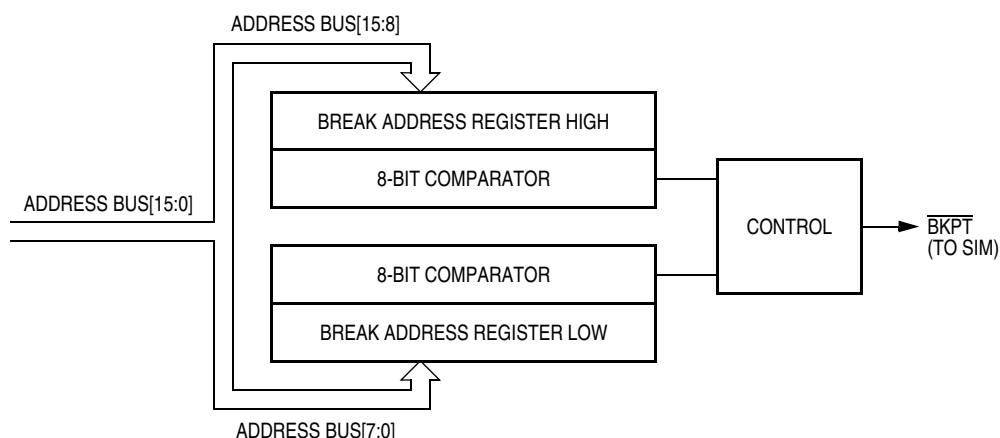 ADDRESS BUS[15:8]
BREAK ADDRESS REGISTER HIGH
8-BIT COMPARATOR
ADDRESS BUS[15:0]
CONTROL
BKPT
(TO SIM)
8-BIT COMPARATOR
BREAK ADDRESS REGISTER LOW
ADDRESS BUS[7:0]